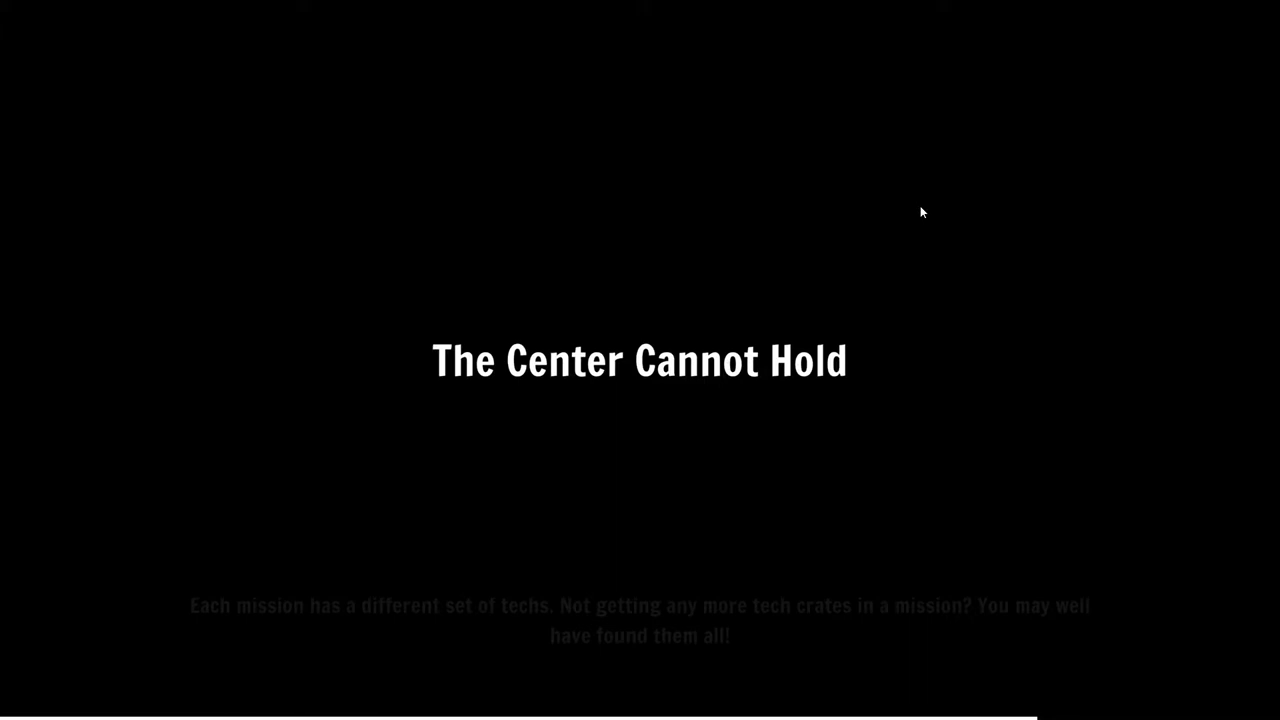 The Center Cannot Hold
Each mission has a different set of techs. Not getting any more tech crates in a mission? You may well
have found them all!